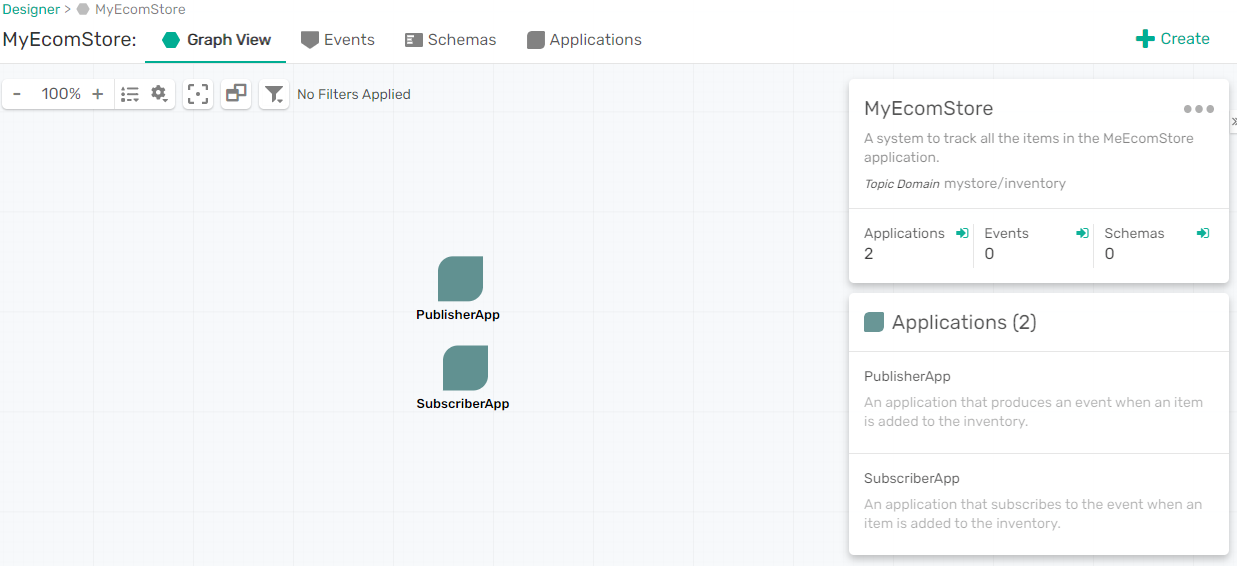 Designer > MyEcomStore
MyEcomStore: Graph View Events Schemas Applications + Create
- 100% + No Filters Applied
PublisherApp
SubscriberApp
MyEcomStore
A system to track all the items in the MeEcomStore
application.
Topic Domain mystore/inventory
Applications Events Schemas
2 0 0
Applications (2)
PublisherApp
An application that produces an event when an item
is added to the inventory.
SubscriberApp
An application that subscribes to the event when an
item is added to the inventory.